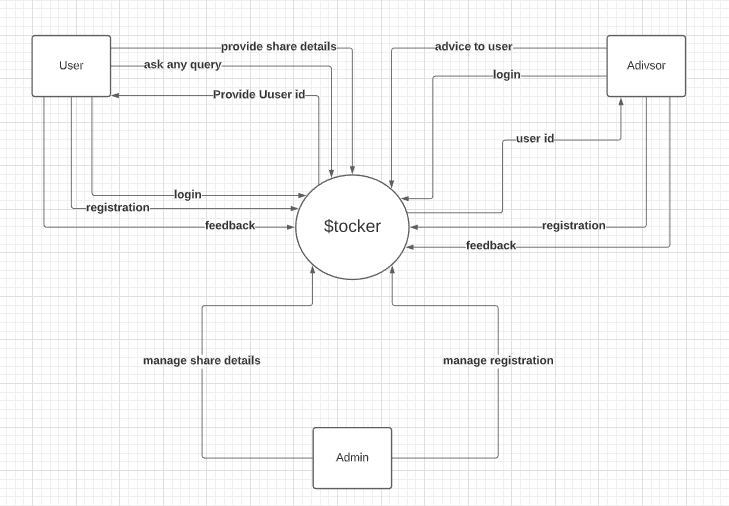 provide share details
advice to user
User
ask any query
Adivsor
login
Provide Uuser id
user id
login
registration
$tocker
feedback
registration
feedback
manage share details
manage registration
Admin